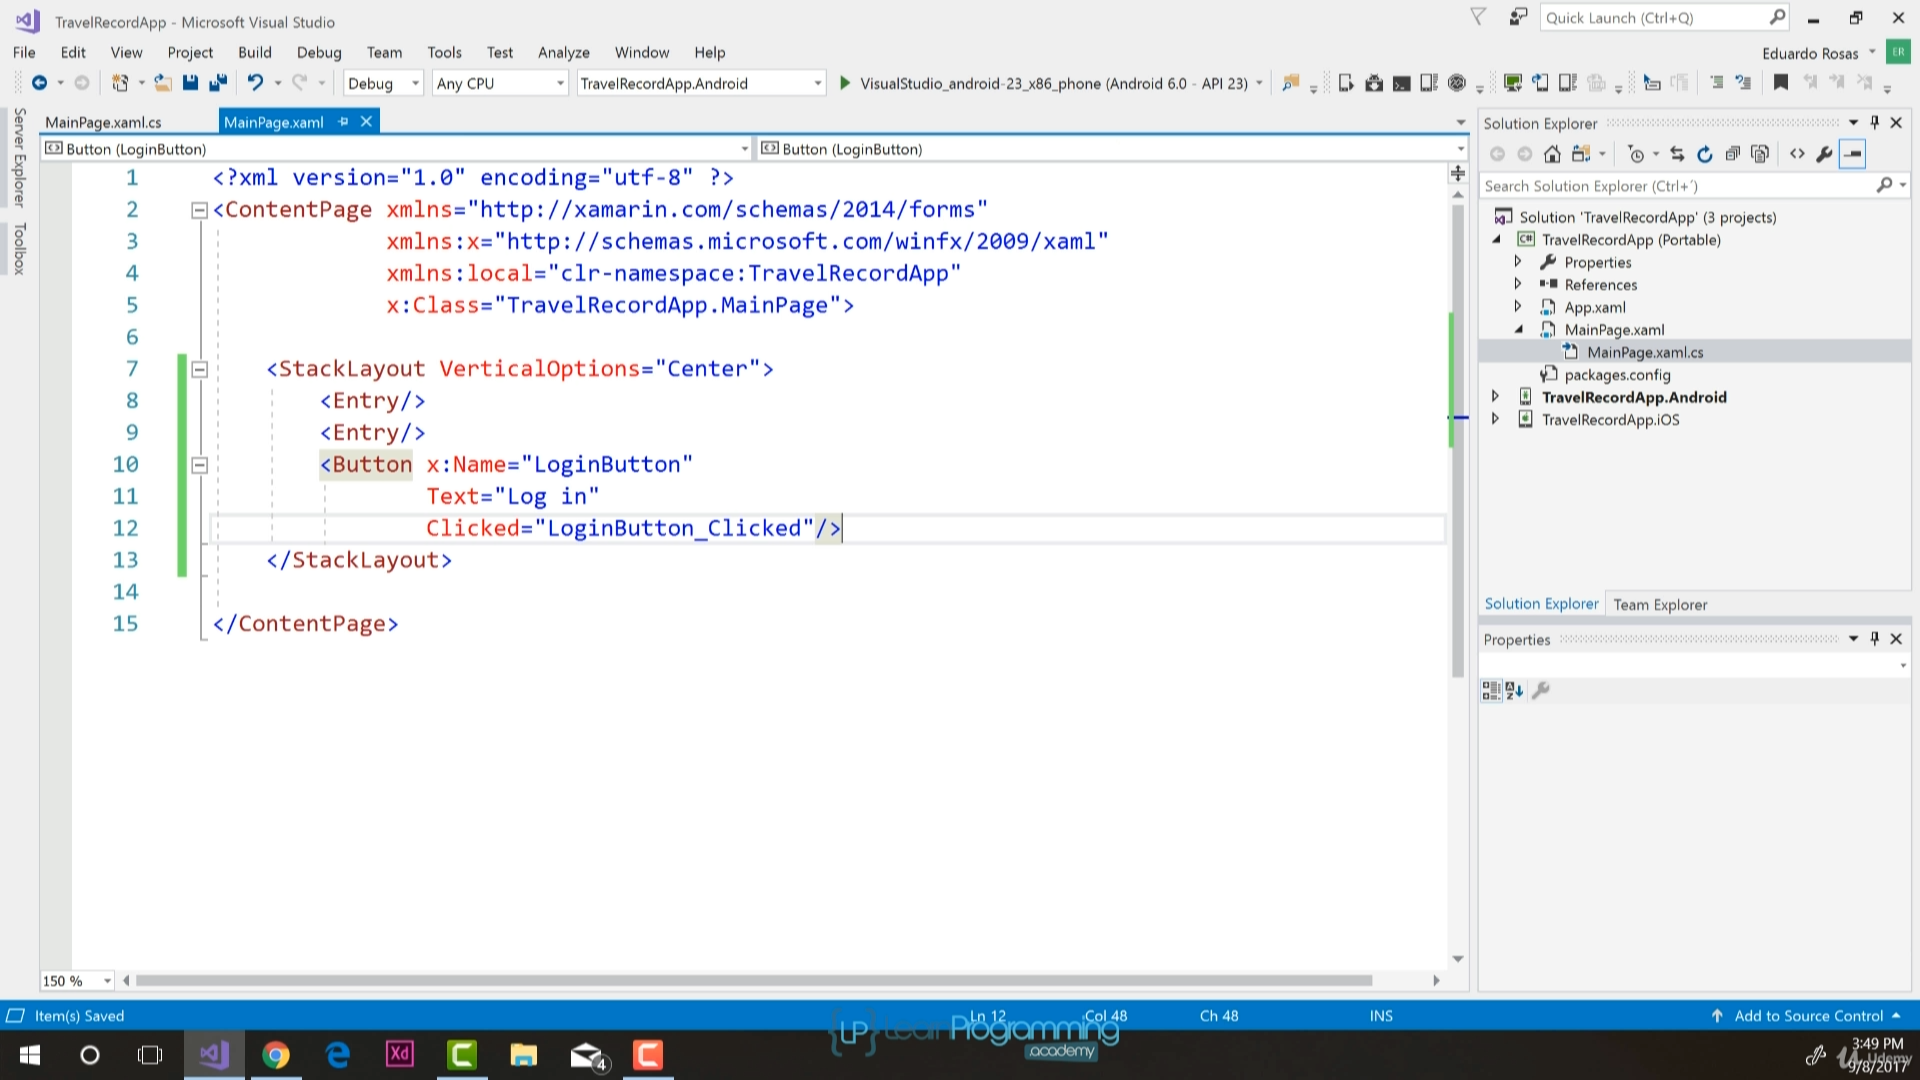 TravelRecordApp - Microsoft Visual Studio
Quick Launch (Ctrl+Q)
File Edit View Project Build Debug Team Tools Test Analyze Window Help
Eduardo Rosas ER
Debug Any CPU TravelRecordApp.Android VisualStudio_android-23_x86_phone (Android 6.0 - API 23)
Server Explorer
Toolbox
MainPage.xaml.cs MainPage.xaml
Button (LoginButton) Button (LoginButton)
1 <?xml version="1.0" encoding="utf-8" ?>
2 <ContentPage xmlns="http://xamarin.com/schemas/2014/forms"
3 xmlns:x="http://schemas.microsoft.com/winfx/2009/xaml"
4 xmlns:local="clr-namespace:TravelRecordApp"
5 x:Class="TravelRecordApp.MainPage">
6
7 <StackLayout VerticalOptions="Center">
8 <Entry/>
9 <Entry/>
10 <Button x:Name="LoginButton"
11 Text="Log in"
12 Clicked="LoginButton_Clicked"/>
13 </StackLayout>
14
15 </ContentPage>
150 %
Solution Explorer
Search Solution Explorer (Ctrl+´)
Solution 'TravelRecordApp' (3 projects)
C# TravelRecordApp (Portable)
Properties
References
App.xaml
MainPage.xaml
MainPage.xaml.cs
packages.config
TravelRecordApp.Android
TravelRecordApp.iOS
Solution Explorer Team Explorer
Properties
Item(s) Saved Ln 12 Col 48 Ch 48 INS Add to Source Control
{LP} Learn Programming
.academy
Xd
4
3:49 PM
9/8/2017
Udemy